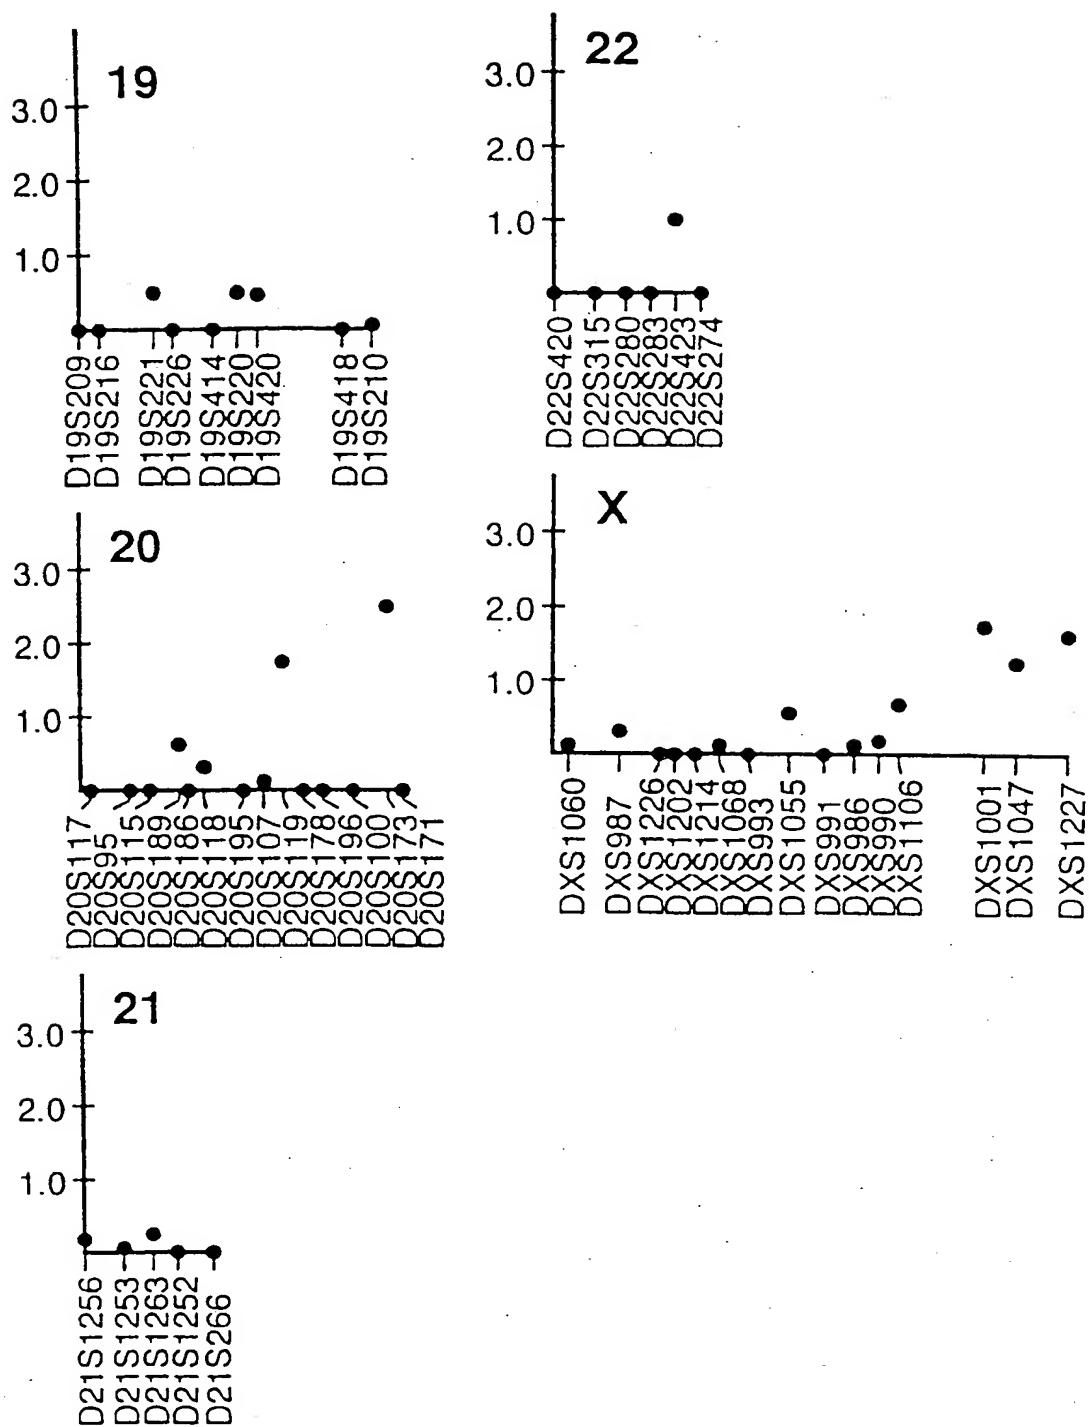 19
3.0
2.0
1.0
D19S209
D19S216
D19S221
D19S226
D19S414
D19S220
D19S420
D19S418
D19S210
22
3.0
2.0
1.0
D22S420
D22S315
D22S280
D22S283
D22S423
D22S274
20
3.0
2.0
1.0
D20S117
D20S95
D20S115
D20S189
D20S186
D20S118
D20S195
D20S107
D20S119
D20S178
D20S196
D20S100
D20S173
D20S171
X
3.0
2.0
1.0
DXS1060
DXS987
DXS1226
DXS1202
DXS1214
DXS1068
DXS993
DXS1055
DXS991
DXS986
DXS990
DXS1106
DXS1001
DXS1047
DXS1227
21
3.0
2.0
1.0
D21S1256
D21S1253
D21S1263
D21S1252
D21S266